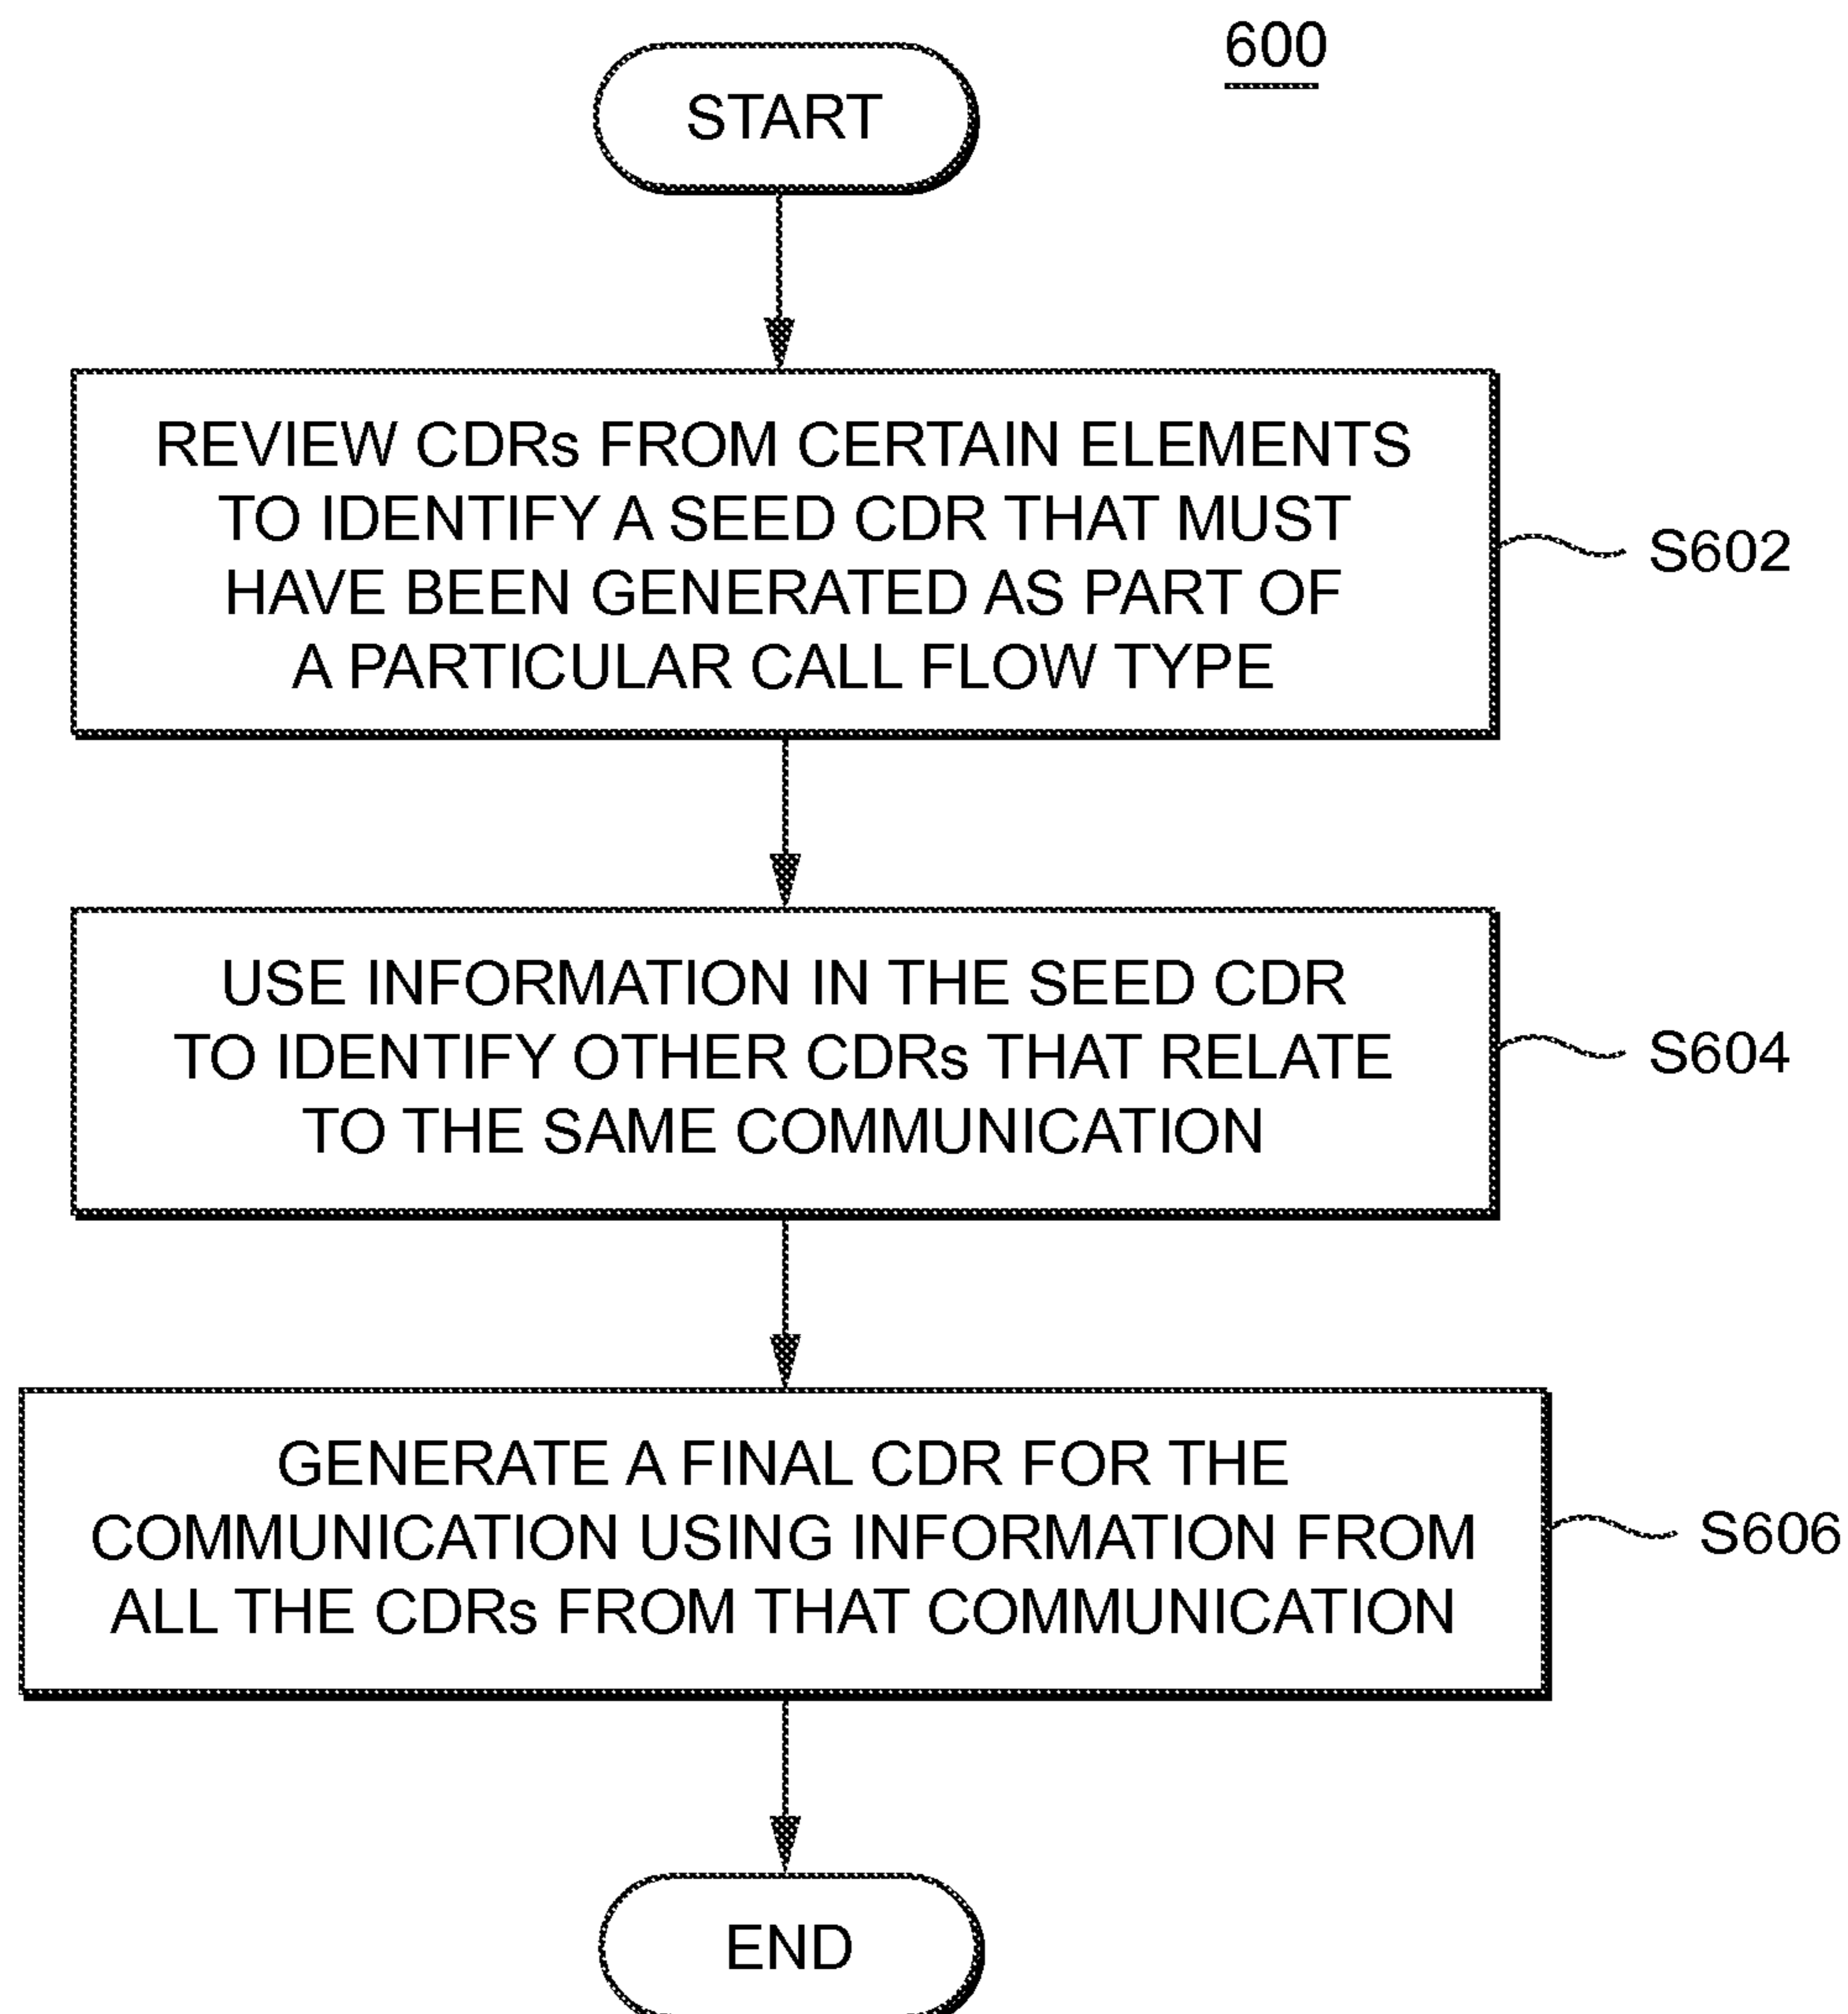 600
START
REVIEW CDRs FROM CERTAIN ELEMENTS
TO IDENTIFY A SEED CDR THAT MUST
HAVE BEEN GENERATED AS PART OF
A PARTICULAR CALL FLOW TYPE
S602
USE INFORMATION IN THE SEED CDR
TO IDENTIFY OTHER CDRs THAT RELATE
TO THE SAME COMMUNICATION
S604
GENERATE A FINAL CDR FOR THE
COMMUNICATION USING INFORMATION FROM
ALL THE CDRs FROM THAT COMMUNICATION
S606
END